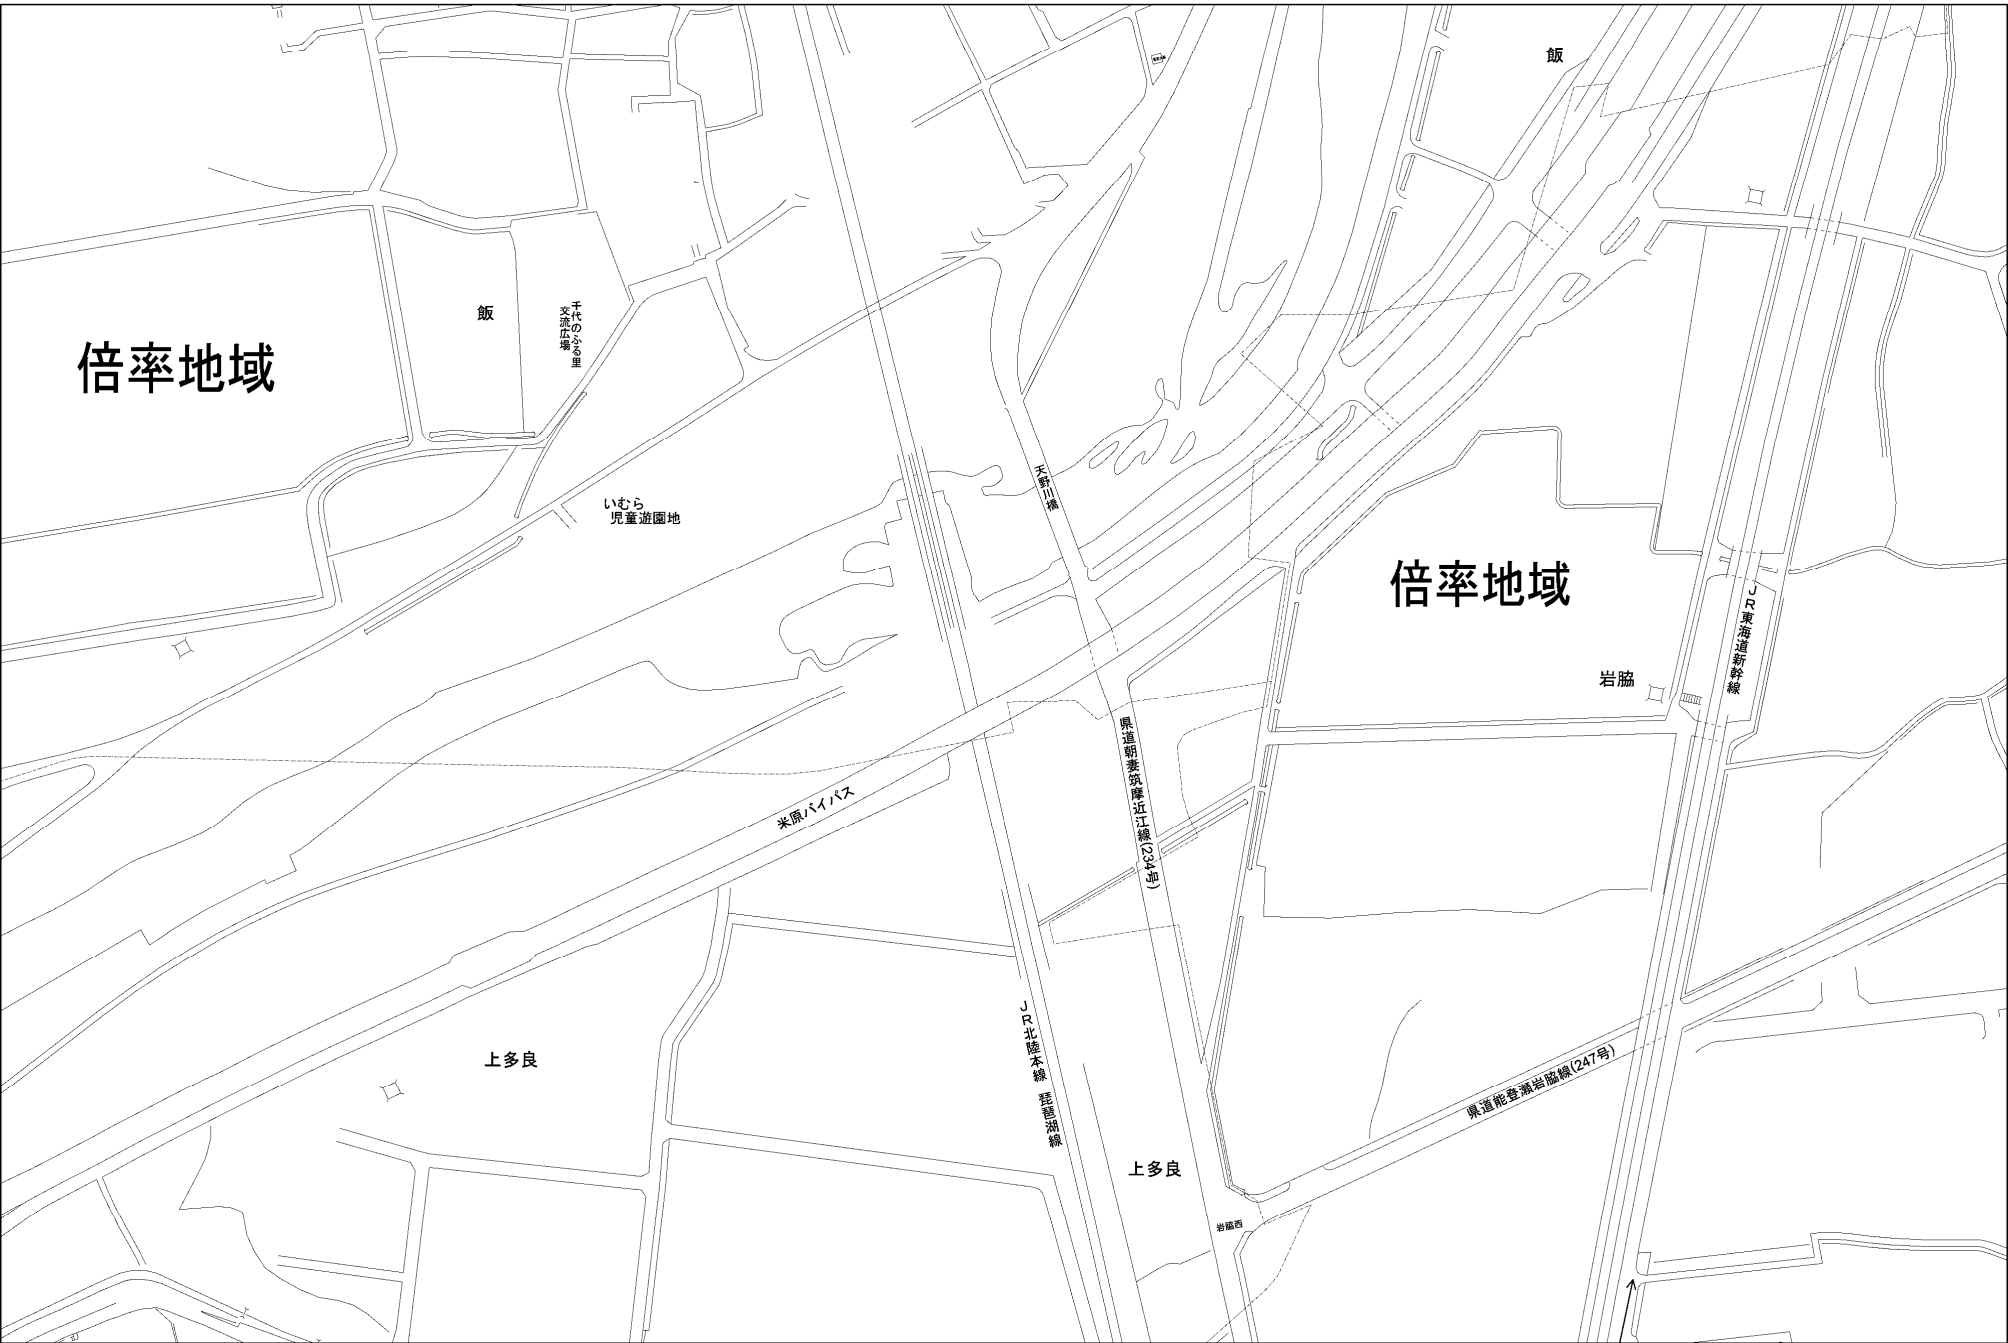 飯
飯
千代のふる里
交流広場
倍率地域
いむら
児童遊園地
天野川橋
倍率地域
JR東海道新幹線
岩脇
県道朝妻筑摩近江線(234号)
米原バイパス
JR北陸本線 琵琶湖線
上多良
県道能登瀬岩脇線(247号)
上多良
岩脇西